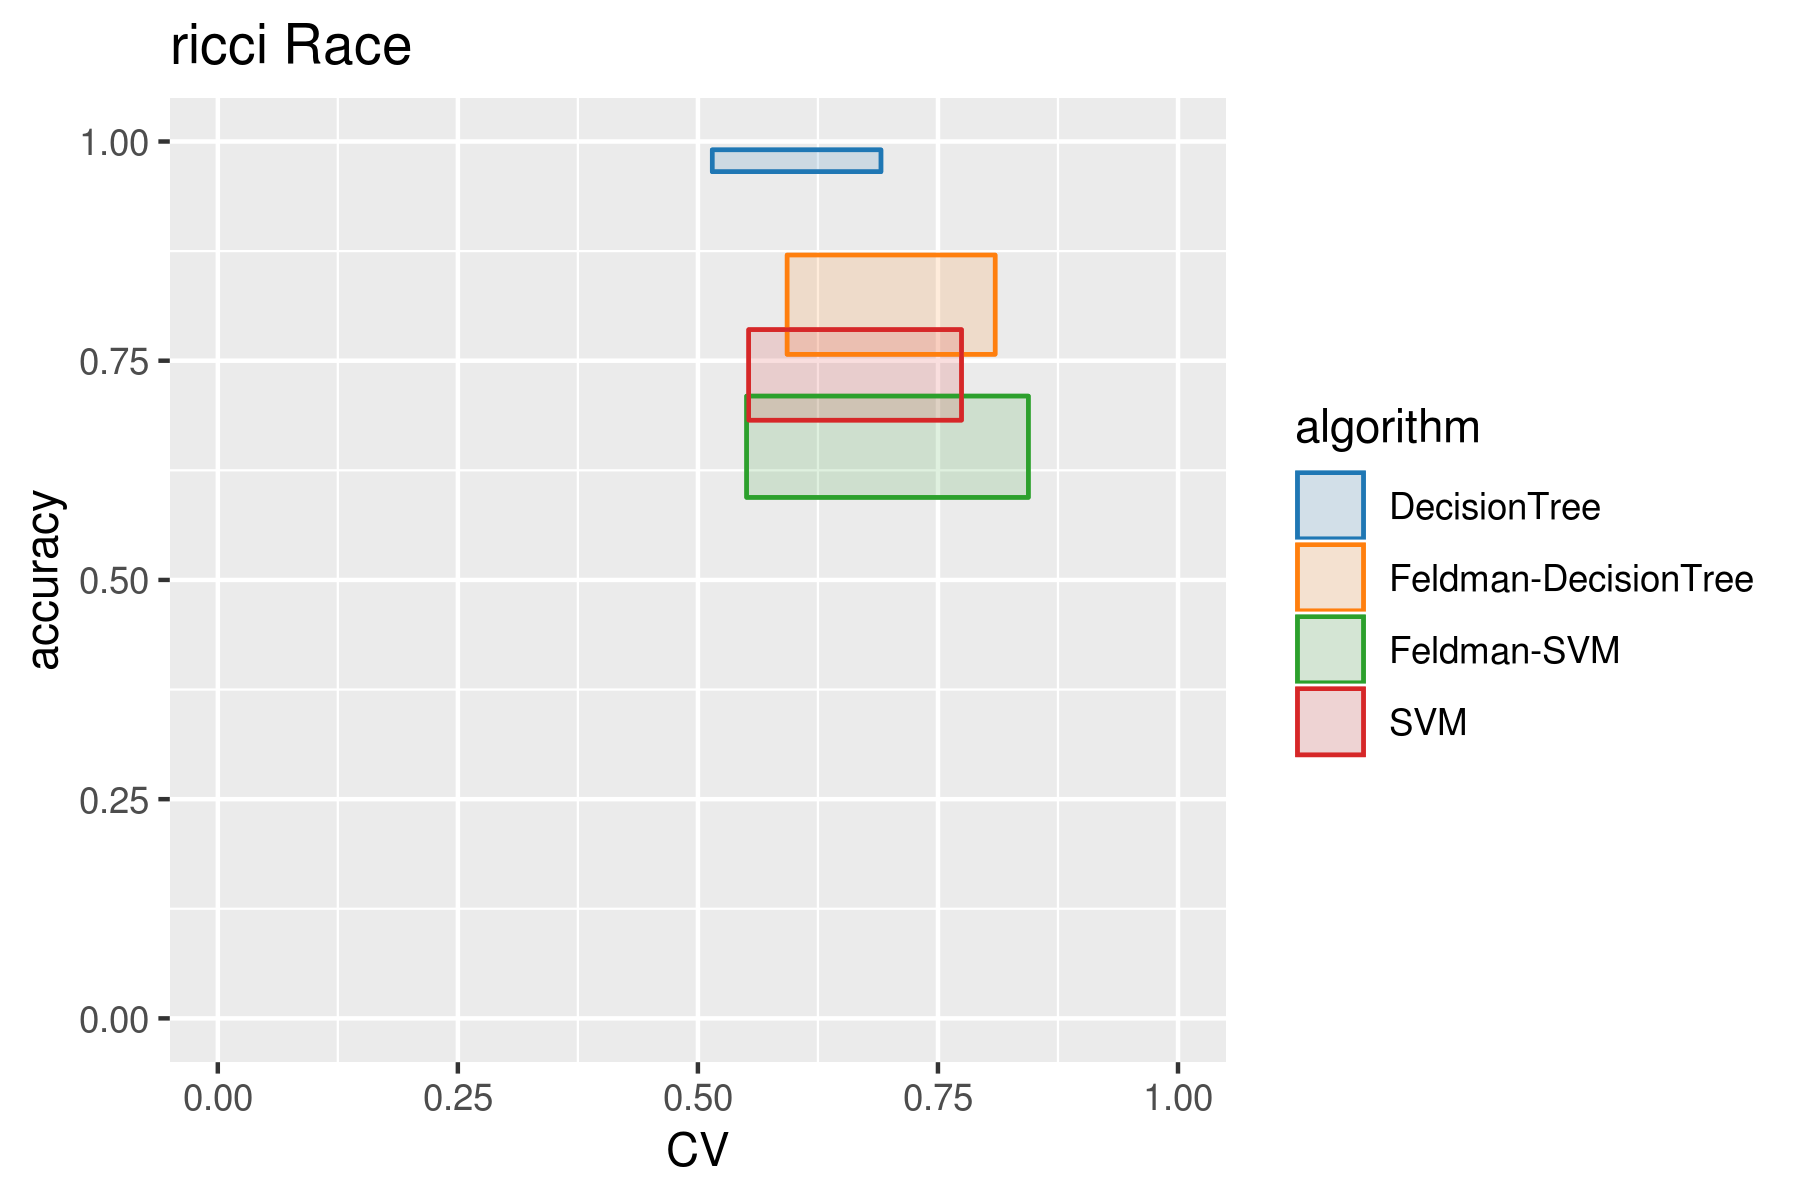 ricci Race
1.00
0.75
0.50
0.25
0.00
accuracy
0.00 0.25 0.50 0.75 1.00
CV
algorithm
DecisionTree
Feldman-DecisionTree
Feldman-SVM
SVM